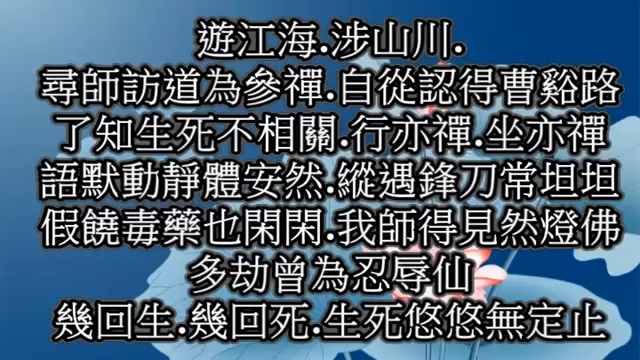 遊江海.涉山川.
尋師訪道為參禪.自從認得曹谿路
了知生死不相關.行亦禪.坐亦禪
語默動靜體安然.縱遇鋒刀常坦坦
假饒毒藥也閑閑.我師得見然燈佛
多劫曾為忍辱仙
幾回生.幾回死.生死悠悠無定止